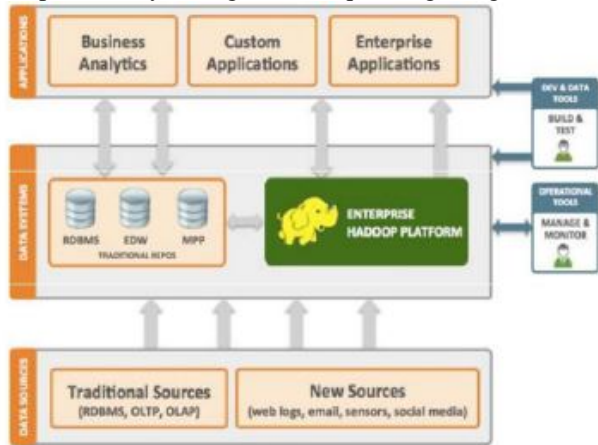 APPLICATIONS
Business
Analytics
Custom
Applications
Enterprise
Applications
DEV & DATA
TOOLS
BUILD &
TEST
DATA SYSTEMS
RDBMS
EDW
MPP
TRADITIONAL REPOS
ENTERPRISE
HADOOP PLATFORM
OPERATIONAL
TOOLS
MANAGE &
MONITOR
DATA SOURCES
Traditional Sources
(RDBMS, OLTP, OLAP)
New Sources
(web logs, email, sensors, social media)